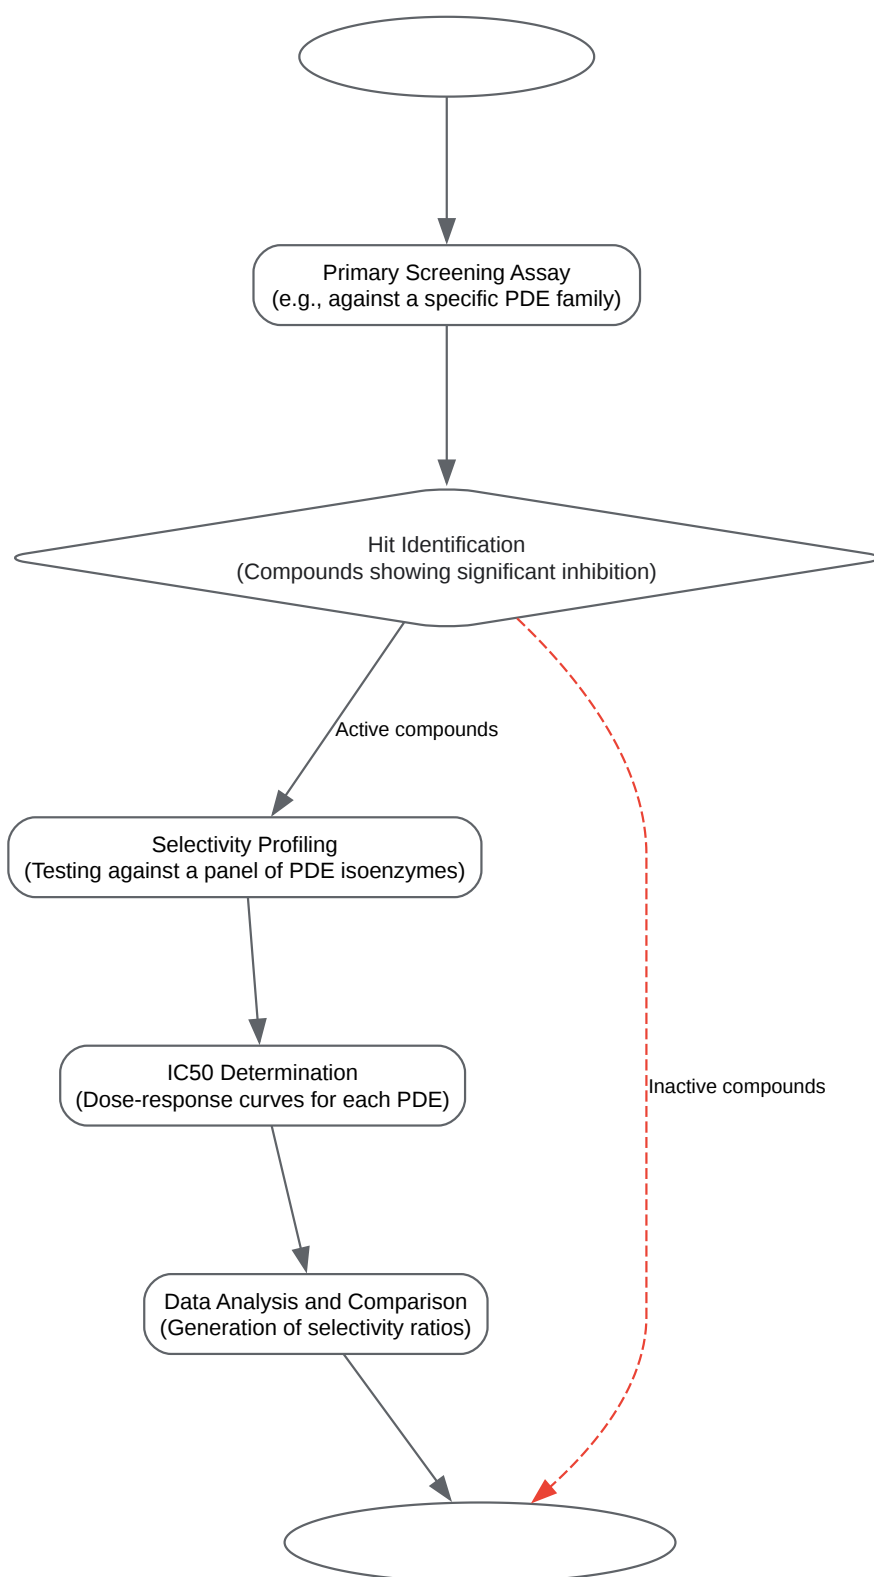 Primary Screening Assay
(e.g., against a specific PDE family)
Hit Identification
(Compounds showing significant inhibition)
Active compounds
Selectivity Profiling
(Testing against a panel of PDE isoenzymes)
IC50 Determination
(Dose-response curves for each PDE)
Inactive compounds
Data Analysis and Comparison
(Generation of selectivity ratios)